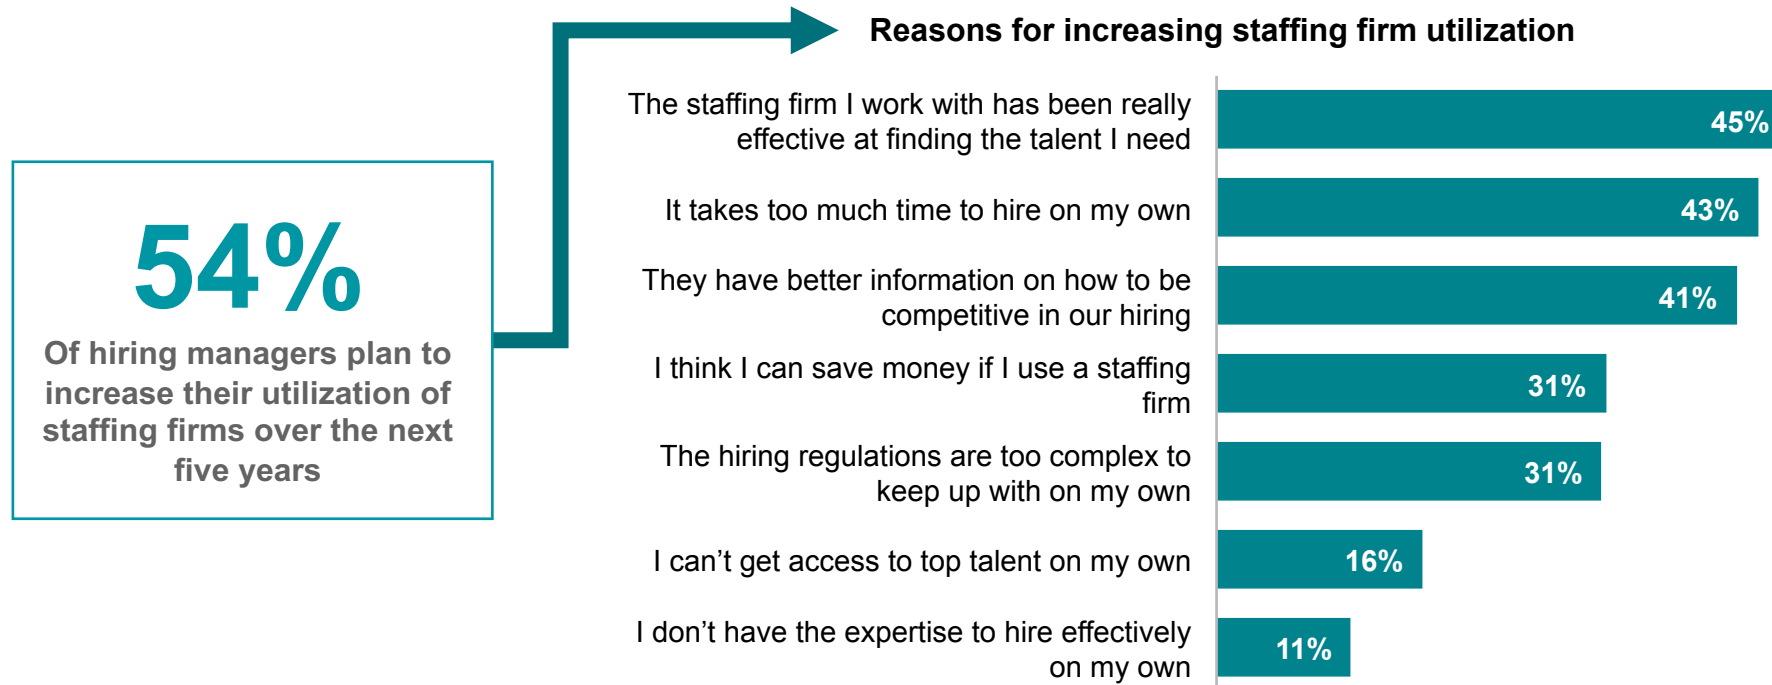 Reasons for increasing staffing firm utilization
54%
Of hiring managers plan to
increase their utilization of
staffing firms over the next
five years
The staffing firm I work with has been really
effective at finding the talent I need
45%
It takes too much time to hire on my own
43%
They have better information on how to be
competitive in our hiring
41%
I think I can save money if I use a staffing
firm
31%
The hiring regulations are too complex to
keep up with on my own
31%
I can’t get access to top talent on my own
16%
I don’t have the expertise to hire effectively
on my own
11%